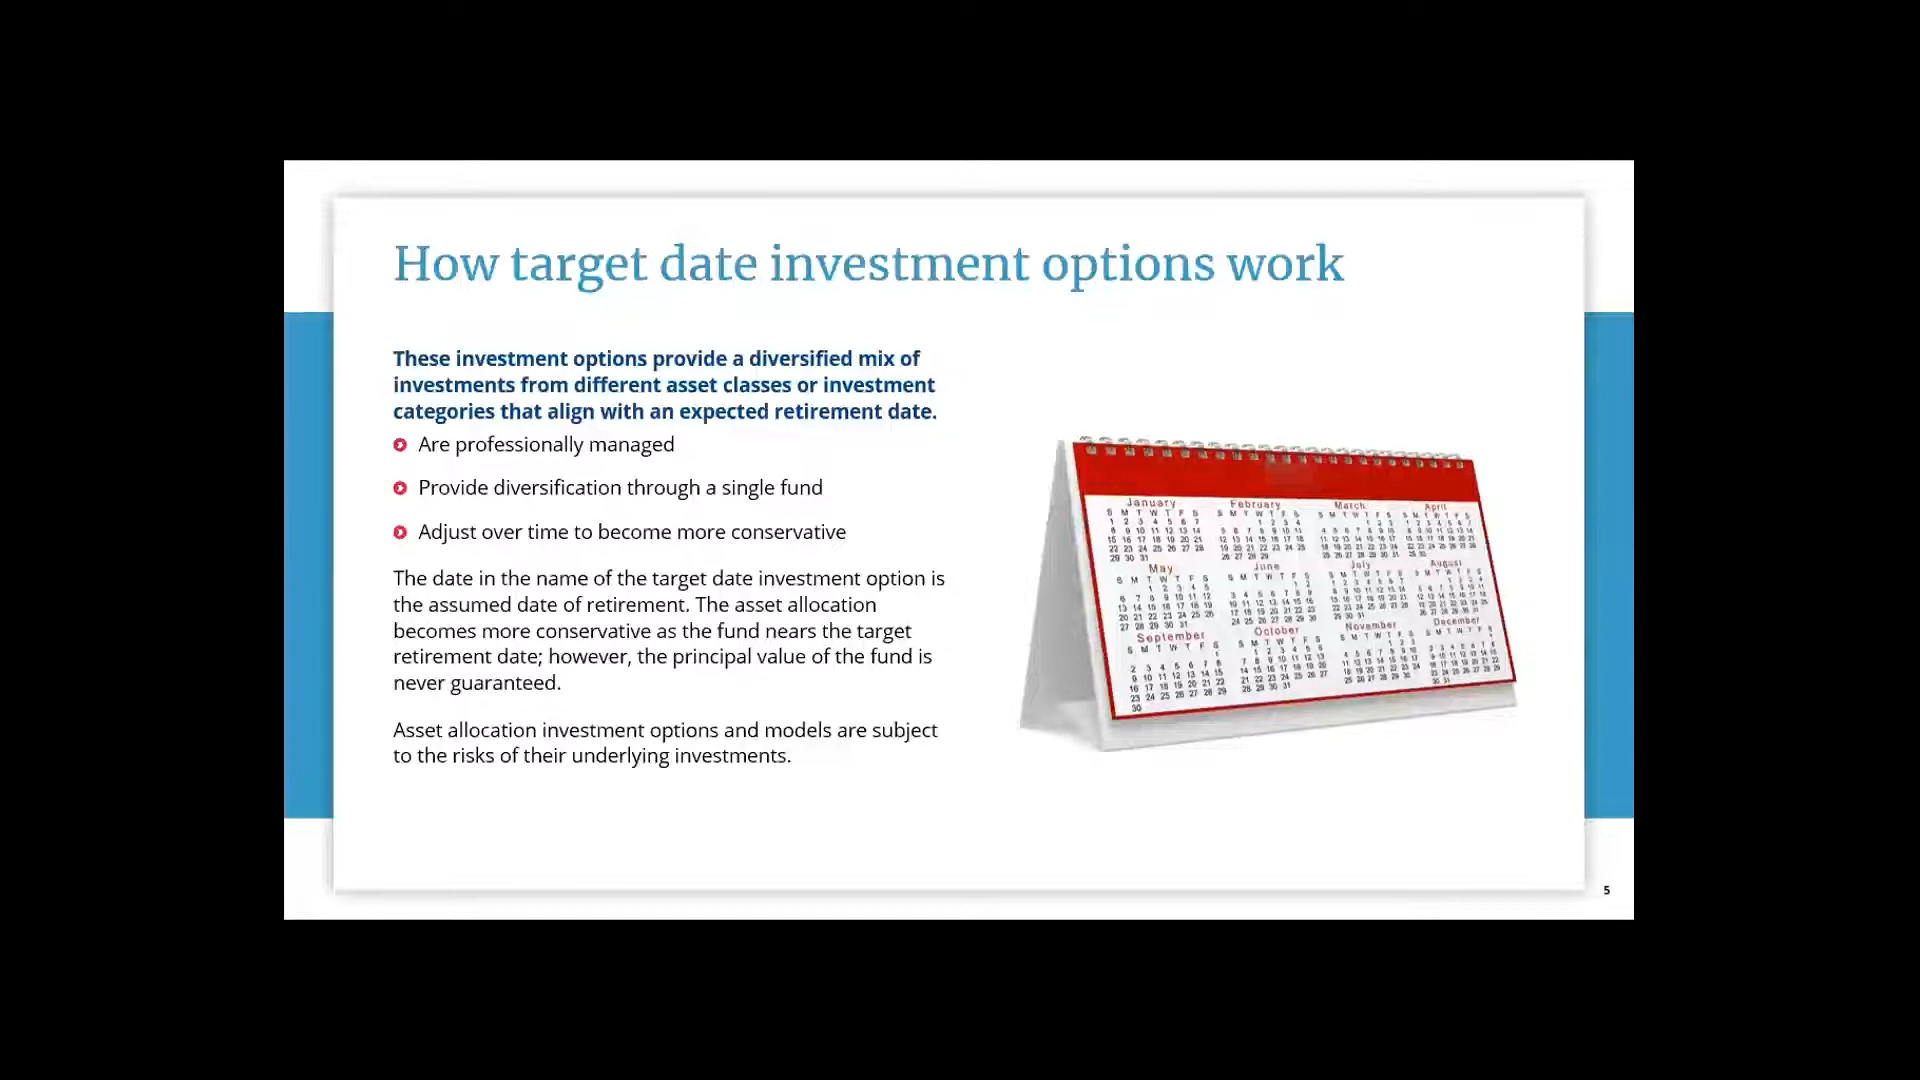 How target date investment options work
These investment options provide a diversified mix of
investments from different asset classes or investment
categories that align with an expected retirement date.
Are professionally managed
Provide diversification through a single fund
Adjust over time to become more conservative
The date in the name of the target date investment option is
the assumed date of retirement. The asset allocation
becomes more conservative as the fund nears the target
retirement date; however, the principal value of the fund is
never guaranteed.
Asset allocation investment options and models are subject
to the risks of their underlying investments.
January February March April
May June July August
September October November December
5